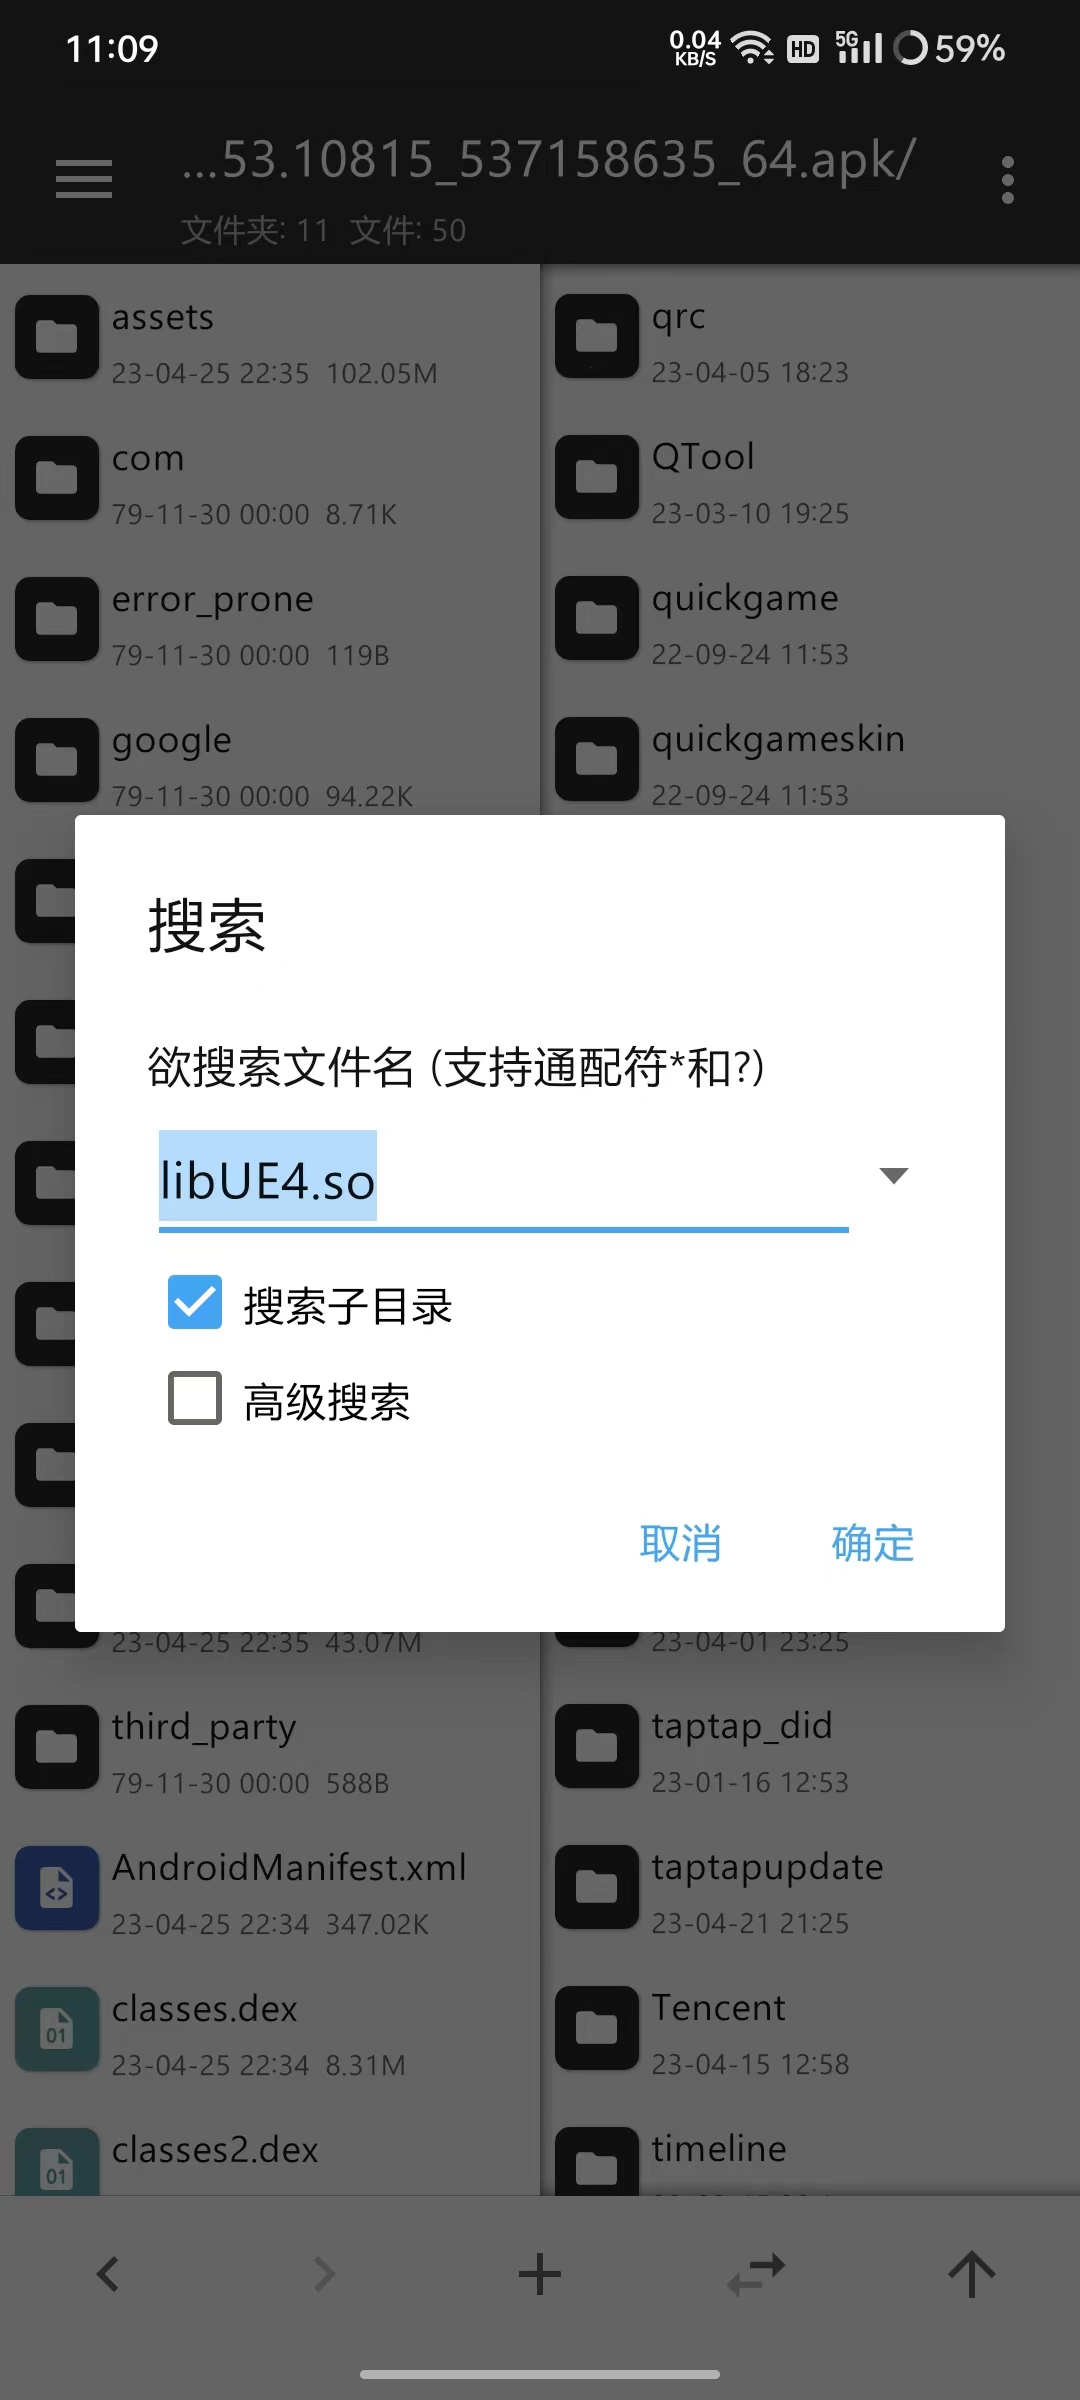 11:09
0.04 KB/S HD 5G 59%
...53.10815_537158635_64.apk/
文件夹: 11 文件: 50
assets
23-04-25 22:35 102.05M
com
79-11-30 00:00 8.71K
error_prone
79-11-30 00:00 119B
google
79-11-30 00:00 94.22K
qrc
23-04-05 18:23
QTool
23-03-10 19:25
quickgame
22-09-24 11:53
quickgameskin
22-09-24 11:53
搜索
欲搜索文件名 (支持通配符*和?)
libUE4.so
搜索子目录
高级搜索
取消 确定
23-04-25 22:35 43.07M
third_party
79-11-30 00:00 588B
AndroidManifest.xml
23-04-25 22:34 347.02K
classes.dex
23-04-25 22:34 8.31M
classes2.dex
23-04-01 23:25
taptap_did
23-01-16 12:53
taptapupdate
23-04-21 21:25
Tencent
23-04-15 12:58
timeline